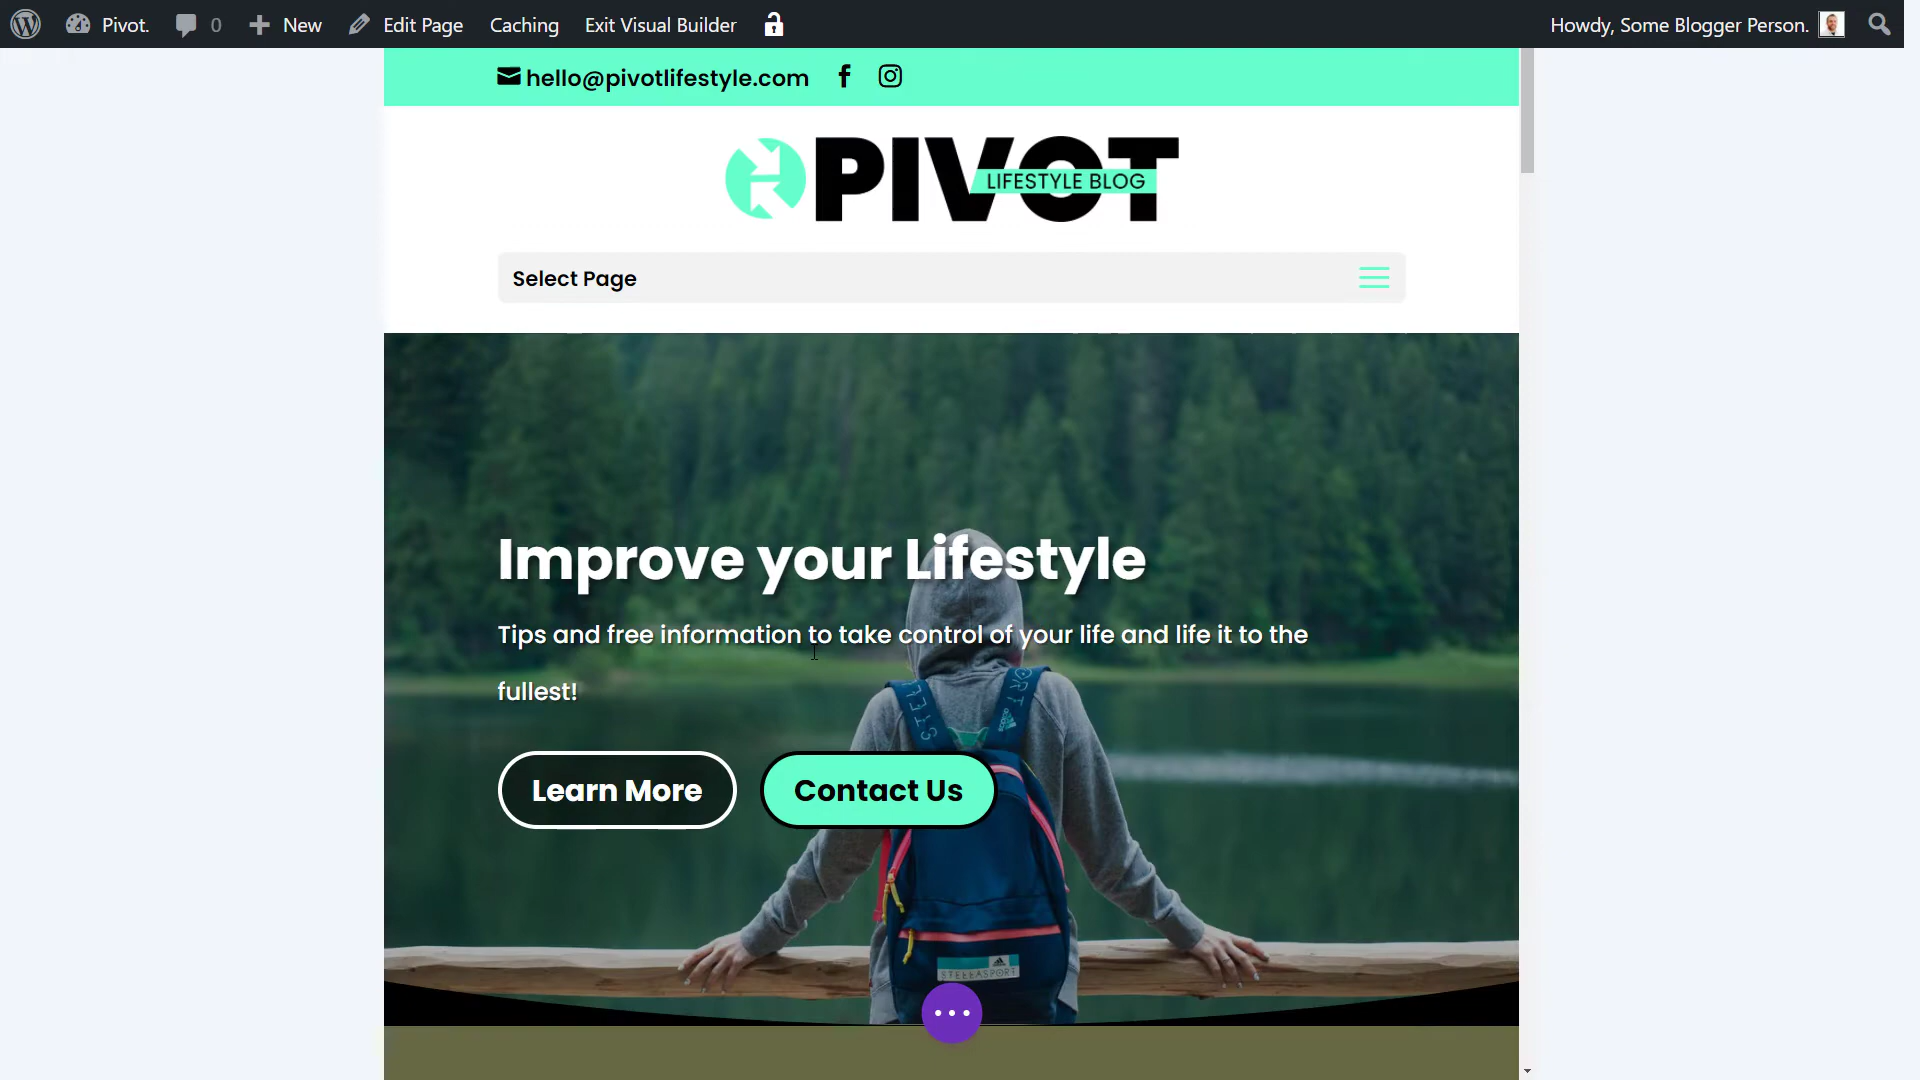 Pivot. 0 New Edit Page Caching Exit Visual Builder Howdy, Some Blogger Person.
hello@pivotlifestyle.com
PIVOT
LIFESTYLE BLOG
Select Page
Improve your Lifestyle
Tips and free information to take control of your life and life it to the
fullest!
Learn More Contact Us
STELLASPORT